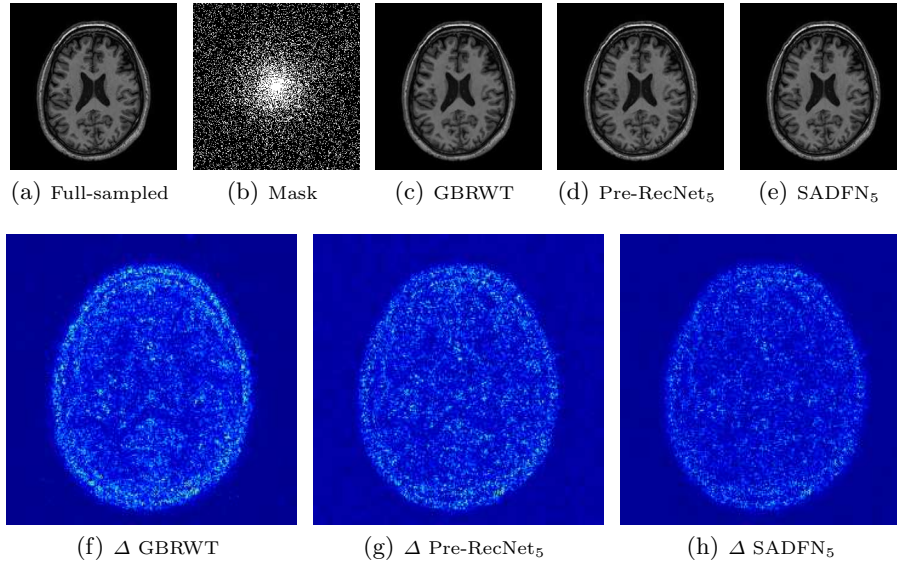 (a) Full-sampled
(b) Mask
(c) GBRWT
(d) Pre-RecNet₅
(e) SADFN₅
(f) Δ GBRWT
(g) Δ Pre-RecNet₅
(h) Δ SADFN₅